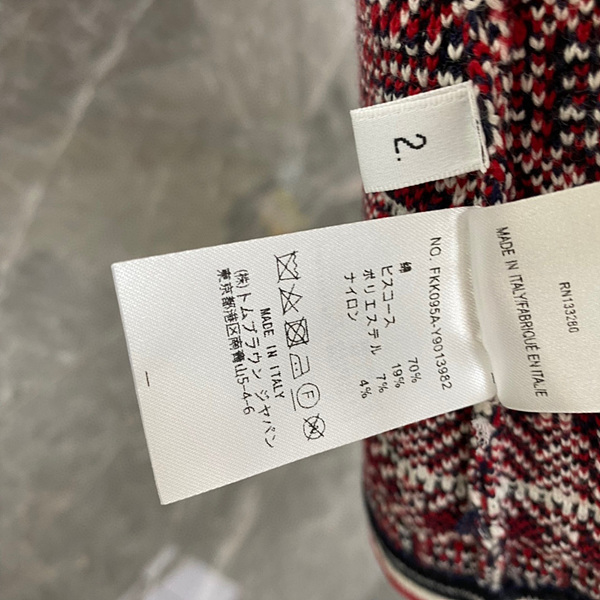 2.
NO. FKK095A-Y9013982
綿 70%
ビスコース 19%
ポリエステル 7%
ナイロン 4%
F
MADE IN ITALY
(株)トムブラウン ジャパン
東京都港区南青山5-4-6
RN133280
MADE IN ITALY/FABRIQUÉ EN ITALIE